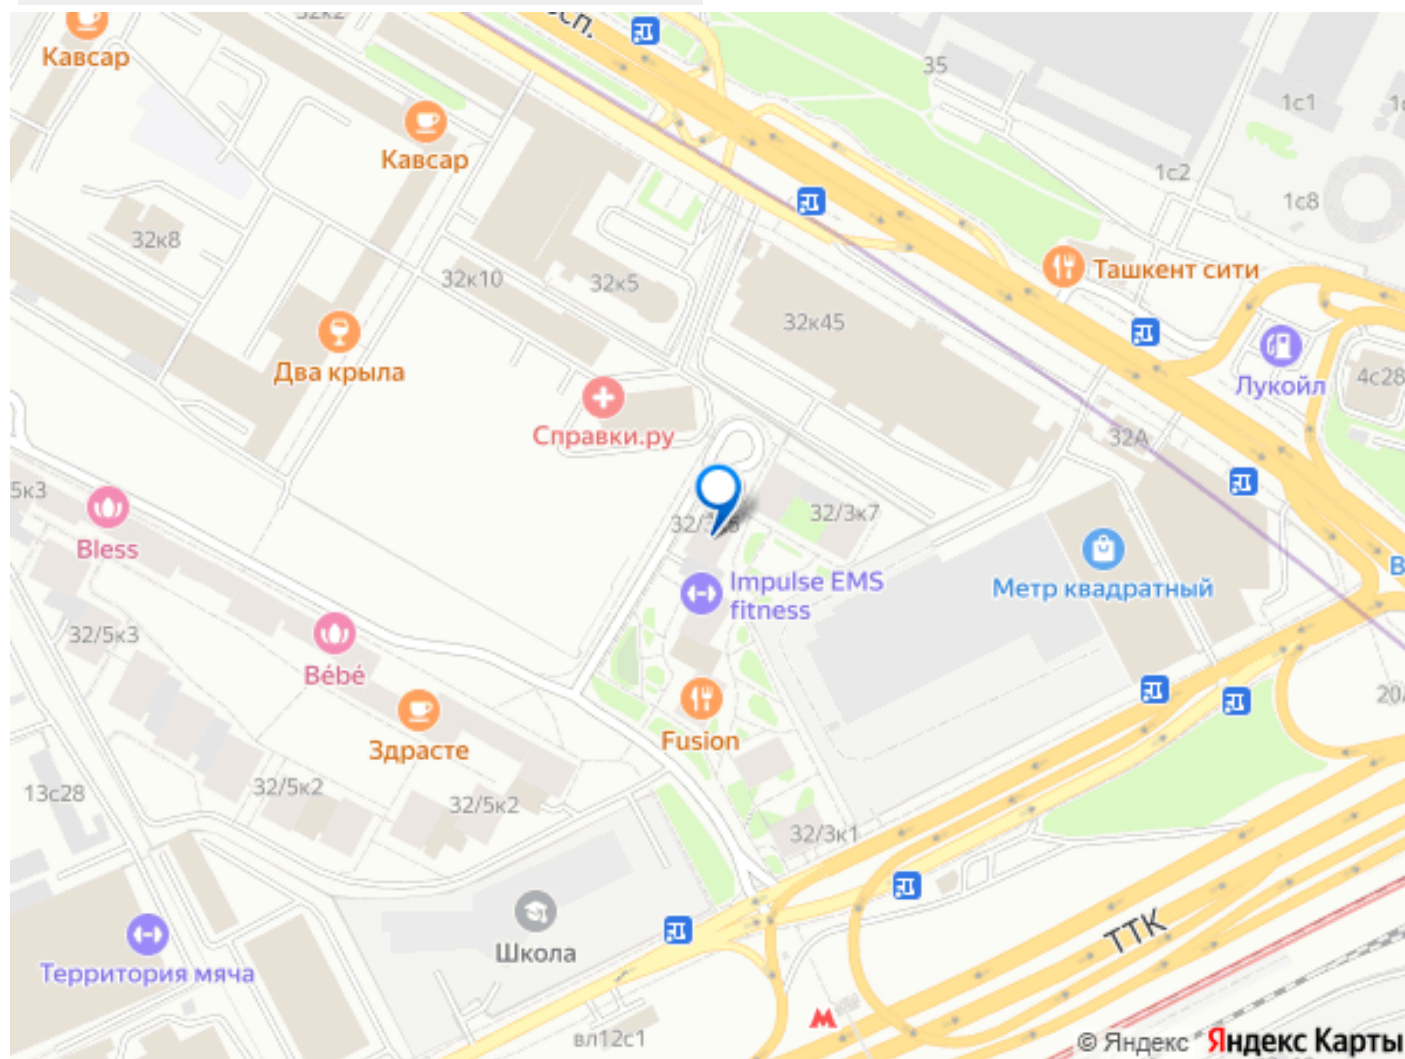 32к2
сп.
Кавсар
35
1с1
Кавсар
1с2
1с8
32к8
Ташкент сити
32к10
32к5
32к45
Два крыла
Лукойл
4с28
Справки.ру
32А
5к3
32/3к7
Bless
Impulse EMS
fitness
Метр квадратный
32/5к3
Bébé
20/
Fusion
Здрасте
13с28
32/5к2
32/5к2
32/3к1
ТТК
Школа
Территория мяча
вл12с1
© Яндекс Яндекс Карты